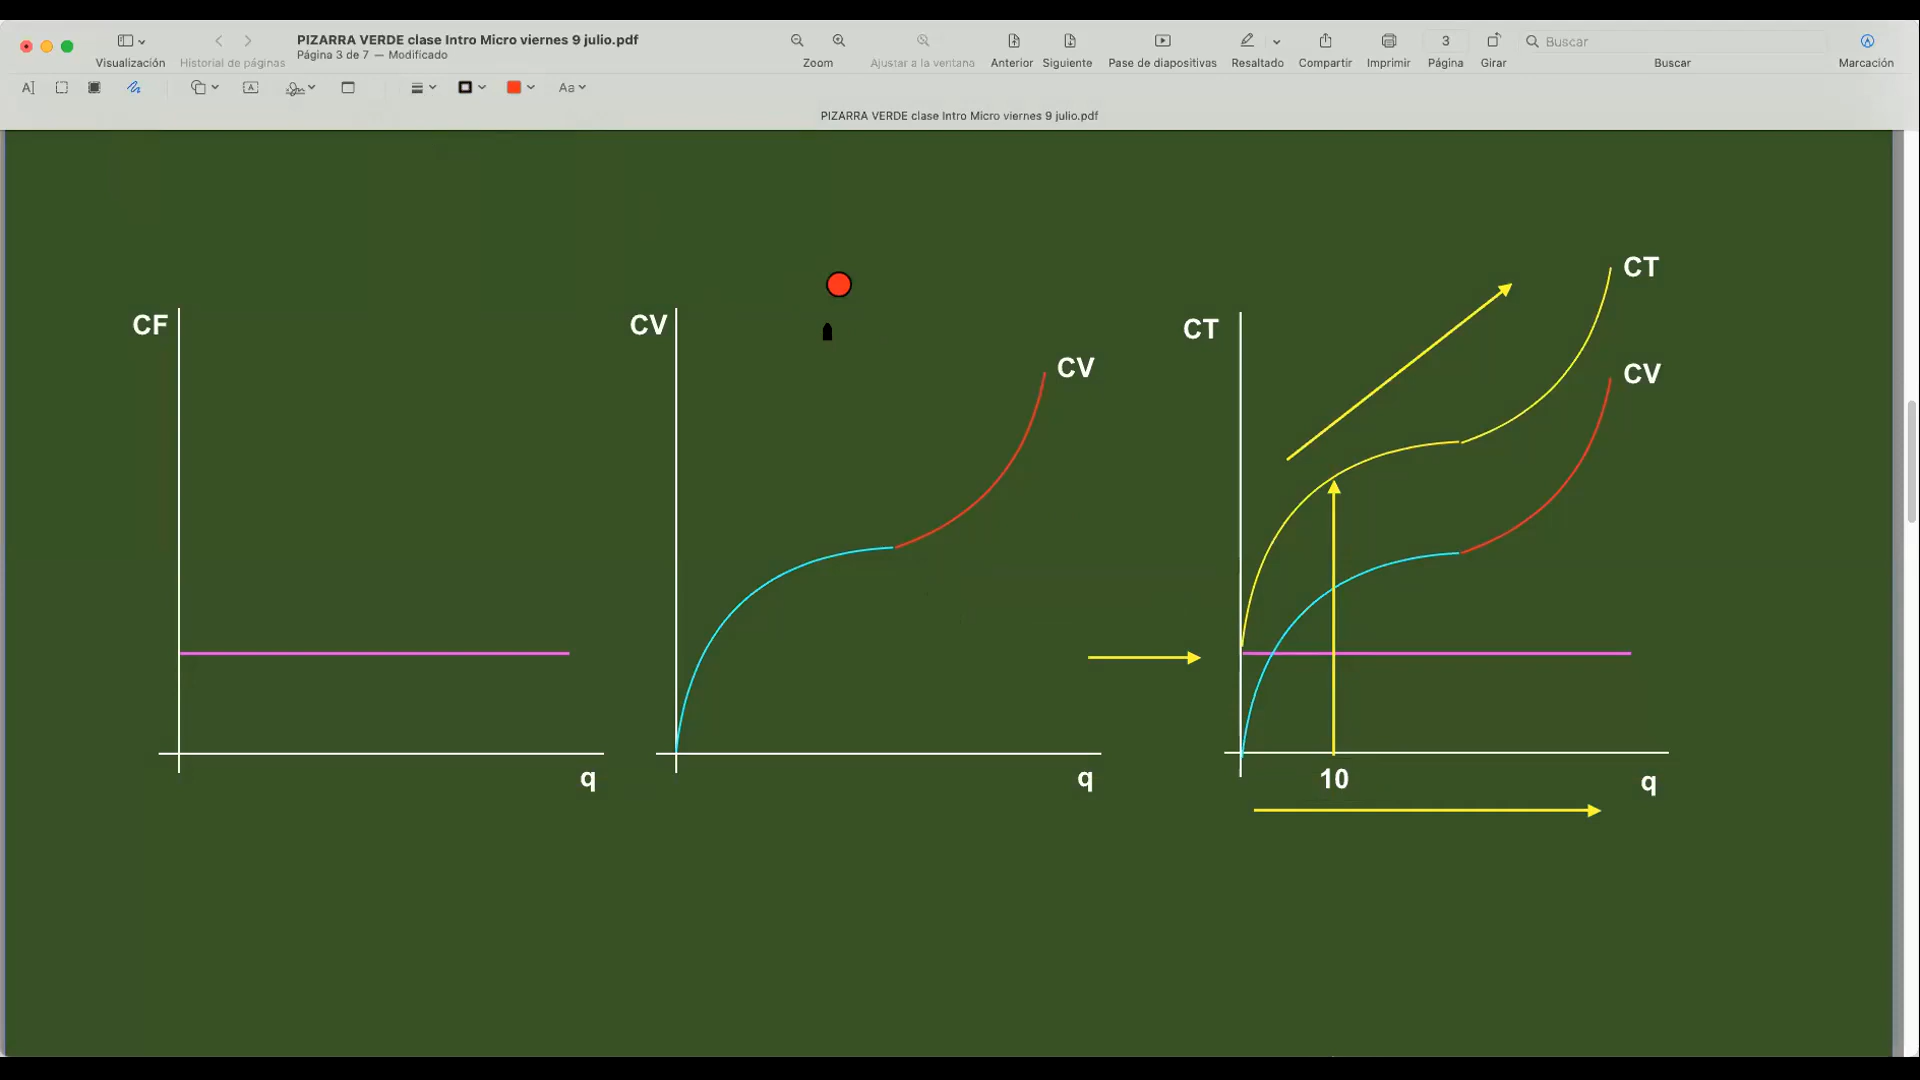 PIZARRA VERDE clase Intro Micro viernes 9 julio.pdf
Página 3 de 7 — Modificado
Visualización
Historial de páginas
Zoom
Ajustar a la ventana
Anterior
Siguiente
Pase de diapositivas
Resaltado
Compartir
Imprimir
3
Página
Girar
Buscar
Buscar
Marcación
Aa
PIZARRA VERDE clase Intro Micro viernes 9 julio.pdf
CF
q
CV
CV
q
CT
CT
CV
10
q